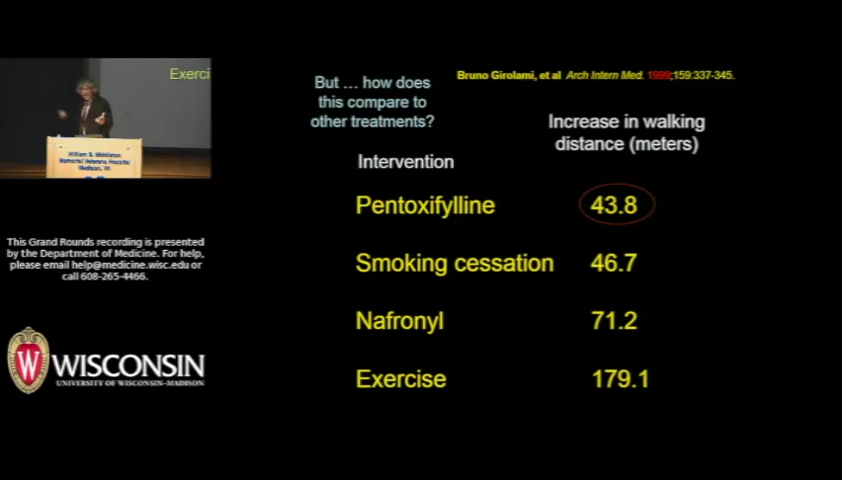 Exerci
William S. Middleton
Memorial Veterans Hospital
Madison, WI
This Grand Rounds recording is presented
by the Department of Medicine. For help,
please email help@medicine.wisc.edu or
call 608-265-4466.
W WISCONSIN
UNIVERSITY OF WISCONSIN-MADISON
But ... how does
this compare to
other treatments?
Bruno Girolami, et al Arch Intern Med. 1999;159:337-345.
Increase in walking
distance (meters)
Intervention
Pentoxifylline 43.8
Smoking cessation 46.7
Nafronyl 71.2
Exercise 179.1